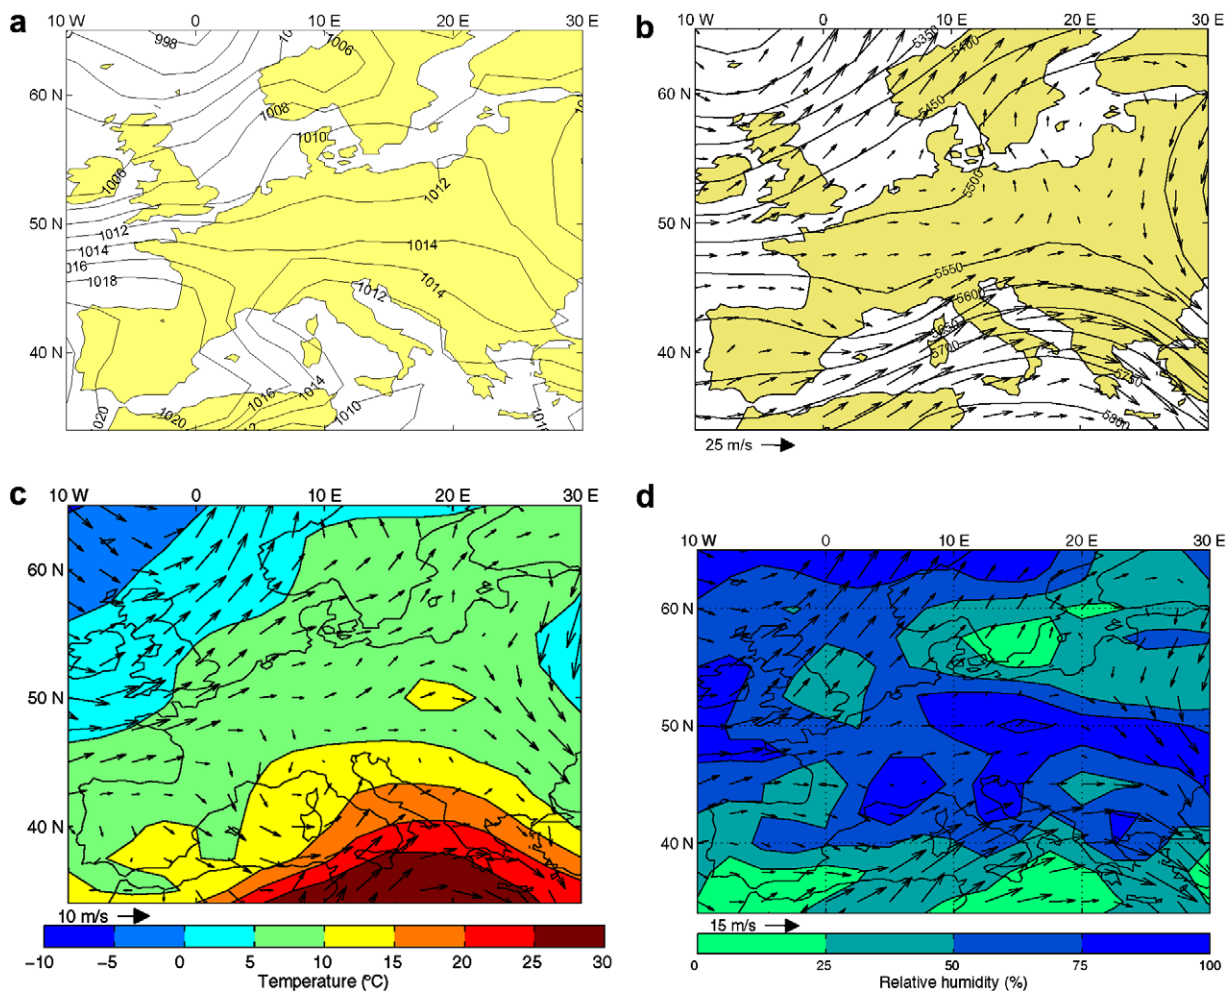 a
10 W 0 10 E 20 E 30 E
998
1006
60 N
1008
1010
1006
1012
50 N
1012
1014
1014
1018
1014
1012
40 N
1014
1016
1010
1020
b
10 W 0 10 E 20 E 30 E
5350
5400
60 N
5450
5500
50 N
5550
5600
5650
40 N
5700
5750
5800
25 m/s
c
10 W 0 10 E 20 E 30 E
60 N
50 N
40 N
10 m/s
−10 −5 0 5 10 15 20 25 30
Temperature (ºC)
d
10 W 0 10 E 20 E 30 E
60 N
50 N
40 N
15 m/s
0 25 50 75 100
Relative humidity (%)